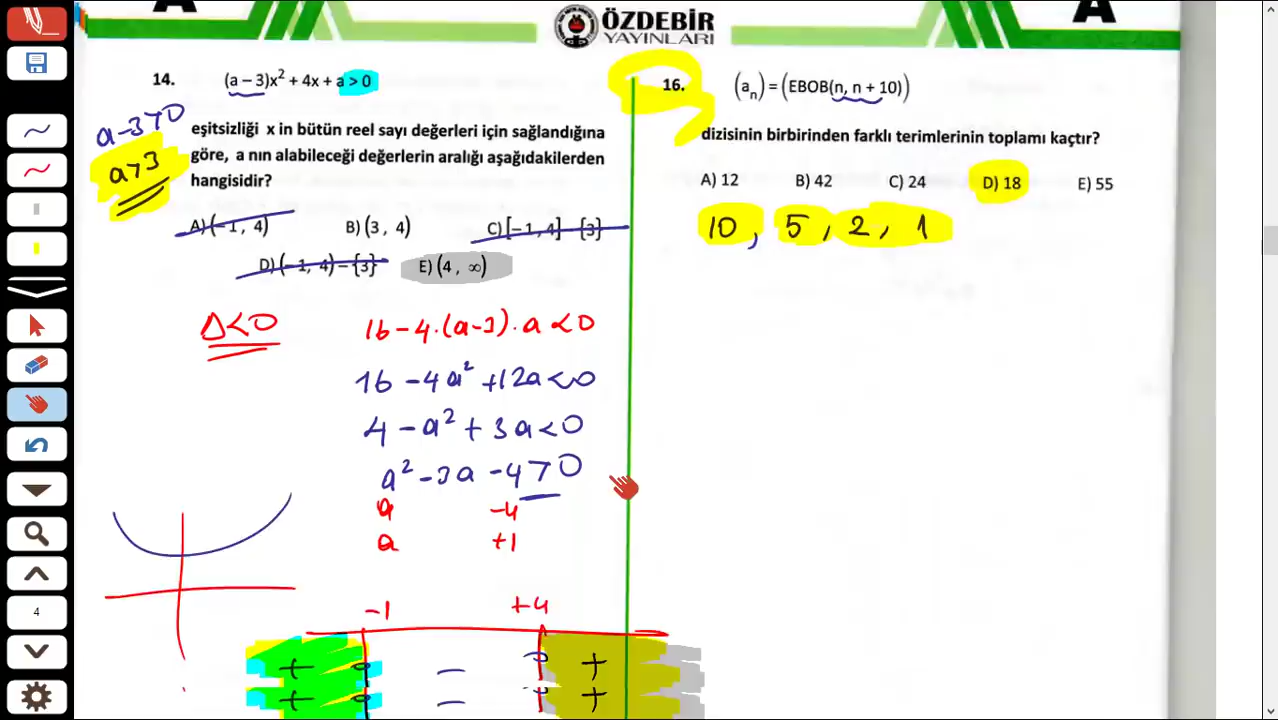 A
ÖZDEBİR
YAYINLARI
A
14. (a – 3)x² + 4x + a > 0
a-3>0
a>3
eşitsizliği x in bütün reel sayı değerleri için sağlandığına
göre, a nın alabileceği değerlerin aralığı aşağıdakilerden
hangisidir?
A) (– 1, 4) B) (3 , 4) C) [– 1, 4] – {3}
D) (– 1, 4) – {3} E) (4 , ∞)
Δ<0
16-4.(a-3).a<0
16-4a²+12a<0
4-a²+3a<0
a²-3a-4>0
a -4
a +1
-1 +4
+ o – o +
+ o – o +
16. (aₙ) = (EBOB(n, n + 10))
dizisinin birbirinden farklı terimlerinin toplamı kaçtır?
A) 12 B) 42 C) 24 D) 18 E) 55
10, 5, 2, 1
4